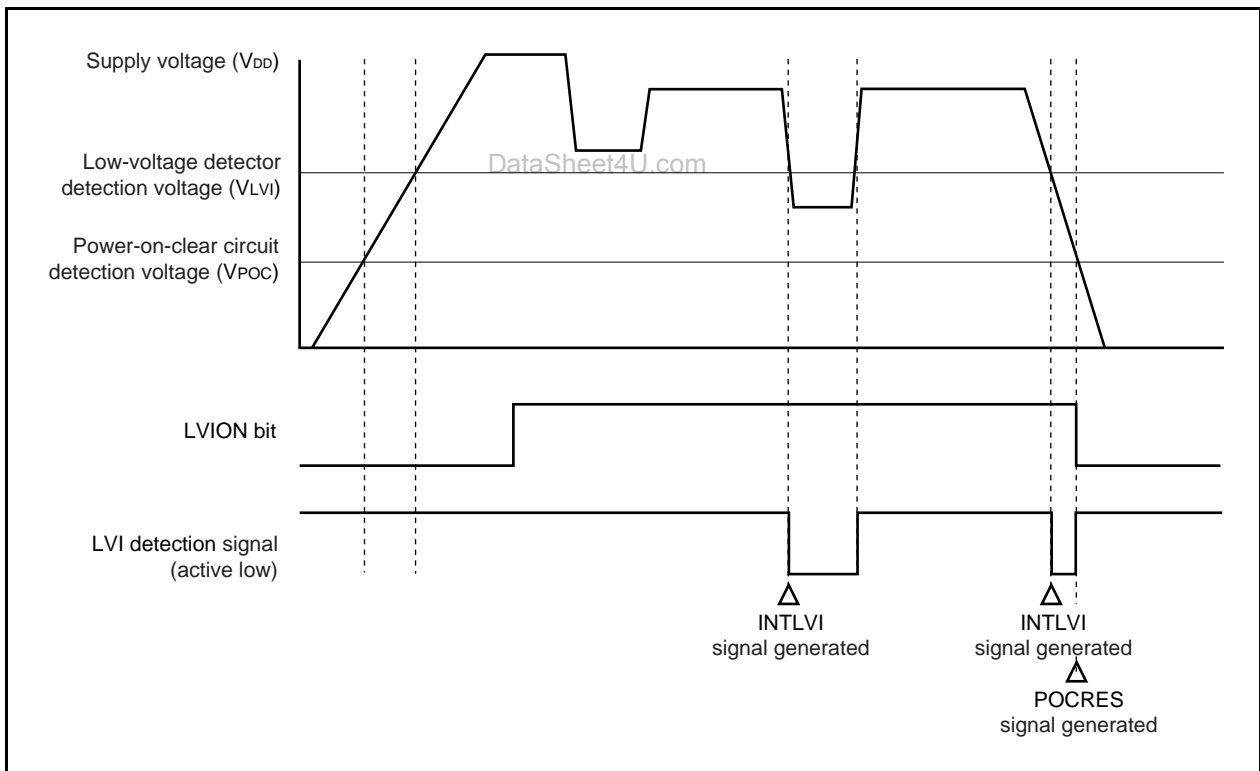 Supply voltage (VDD)
Low-voltage detector
detection voltage (VLVI)
DataSheet4U.com
Power-on-clear circuit
detection voltage (VPOC)
LVION bit
LVI detection signal
(active low)
INTLVI
signal generated
INTLVI
signal generated
POCRES
signal generated